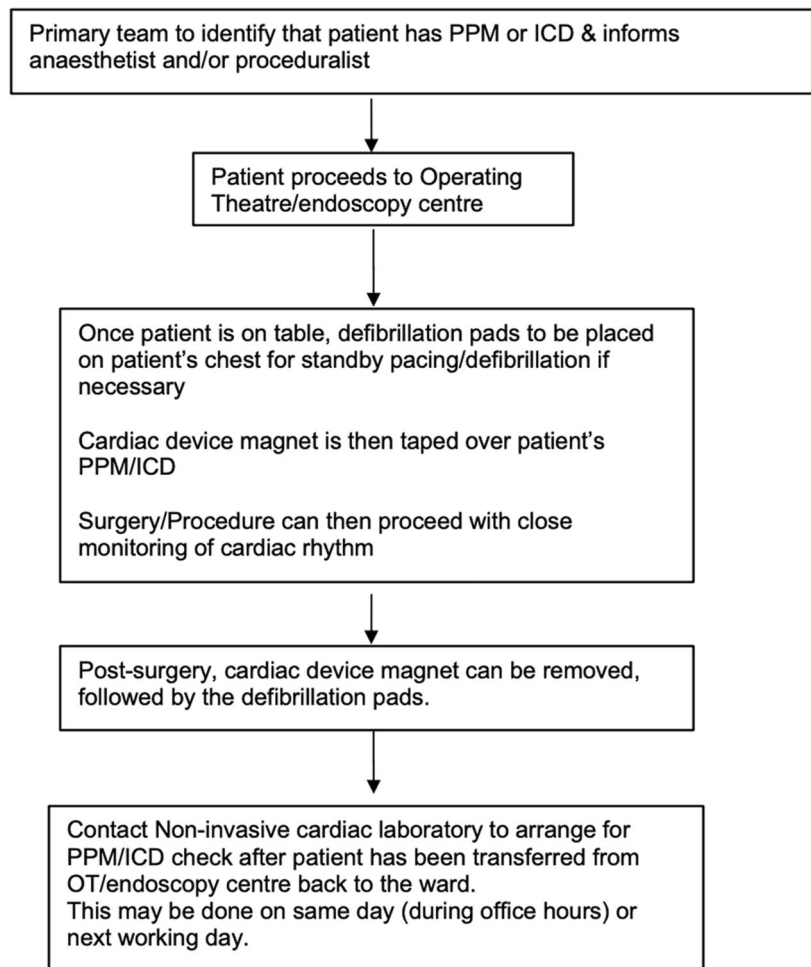 Primary team to identify that patient has PPM or ICD & informs
anaesthetist and/or proceduralist
Patient proceeds to Operating
Theatre/endoscopy centre
Once patient is on table, defibrillation pads to be placed
on patient's chest for standby pacing/defibrillation if
necessary
Cardiac device magnet is then taped over patient's
PPM/ICD
Surgery/Procedure can then proceed with close
monitoring of cardiac rhythm
Post-surgery, cardiac device magnet can be removed,
followed by the defibrillation pads.
Contact Non-invasive cardiac laboratory to arrange for
PPM/ICD check after patient has been transferred from
OT/endoscopy centre back to the ward.
This may be done on same day (during office hours) or
next working day.